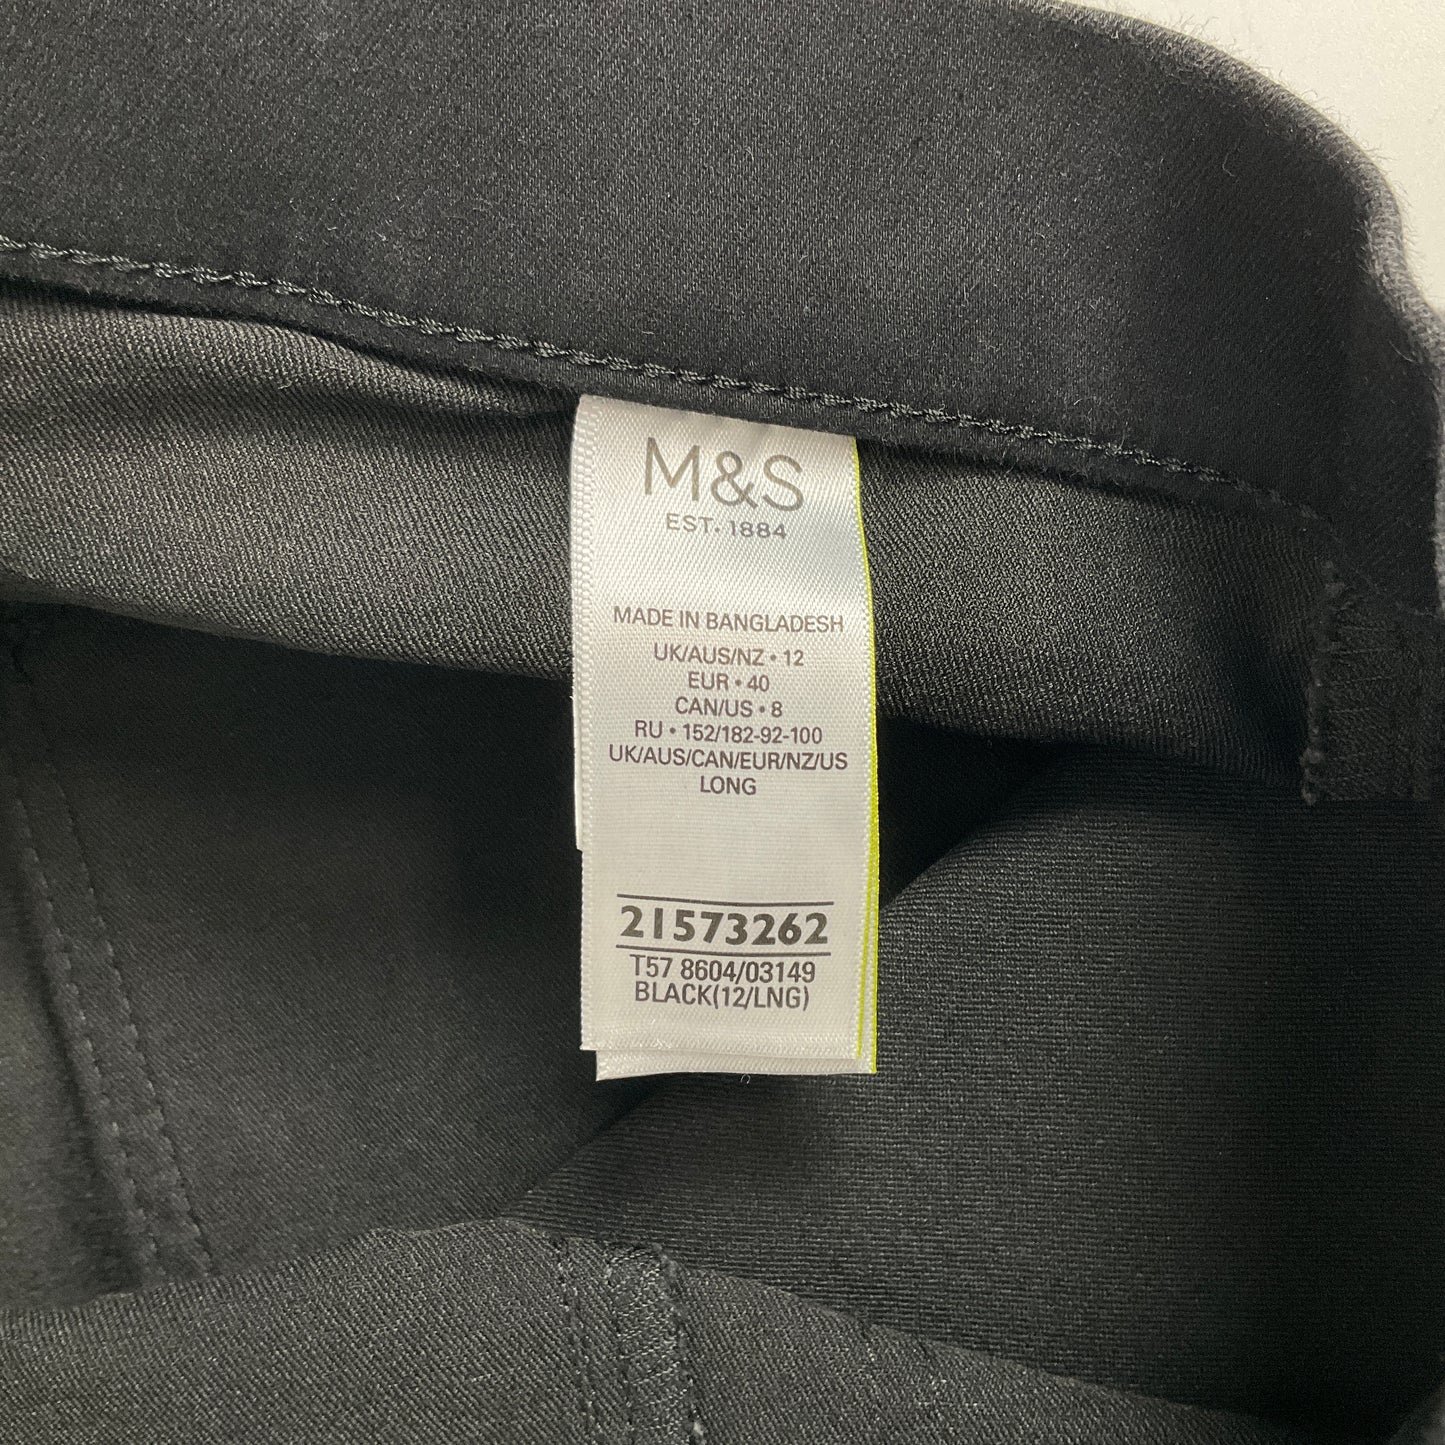 M&S
EST. 1884
MADE IN BANGLADESH
UK/AUS/NZ • 12
EUR • 40
CAN/US • 8
RU • 152/182-92-100
UK/AUS/CAN/EUR/NZ/US
LONG
21573262
T57 8604/03149
BLACK(12/LNG)